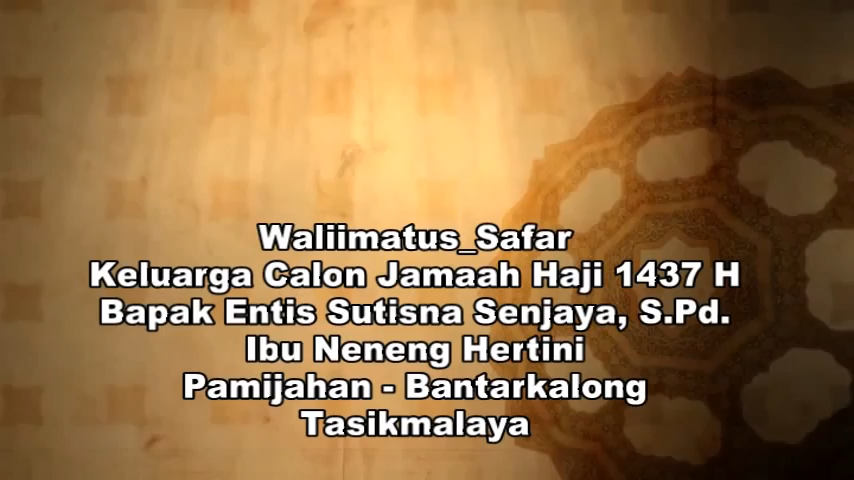 Waliimatus_Safar
Keluarga Calon Jamaah Haji 1437 H
Bapak Entis Sutisna Senjaya, S.Pd.
Ibu Neneng Hertini
Pamijahan - Bantarkalong
Tasikmalaya